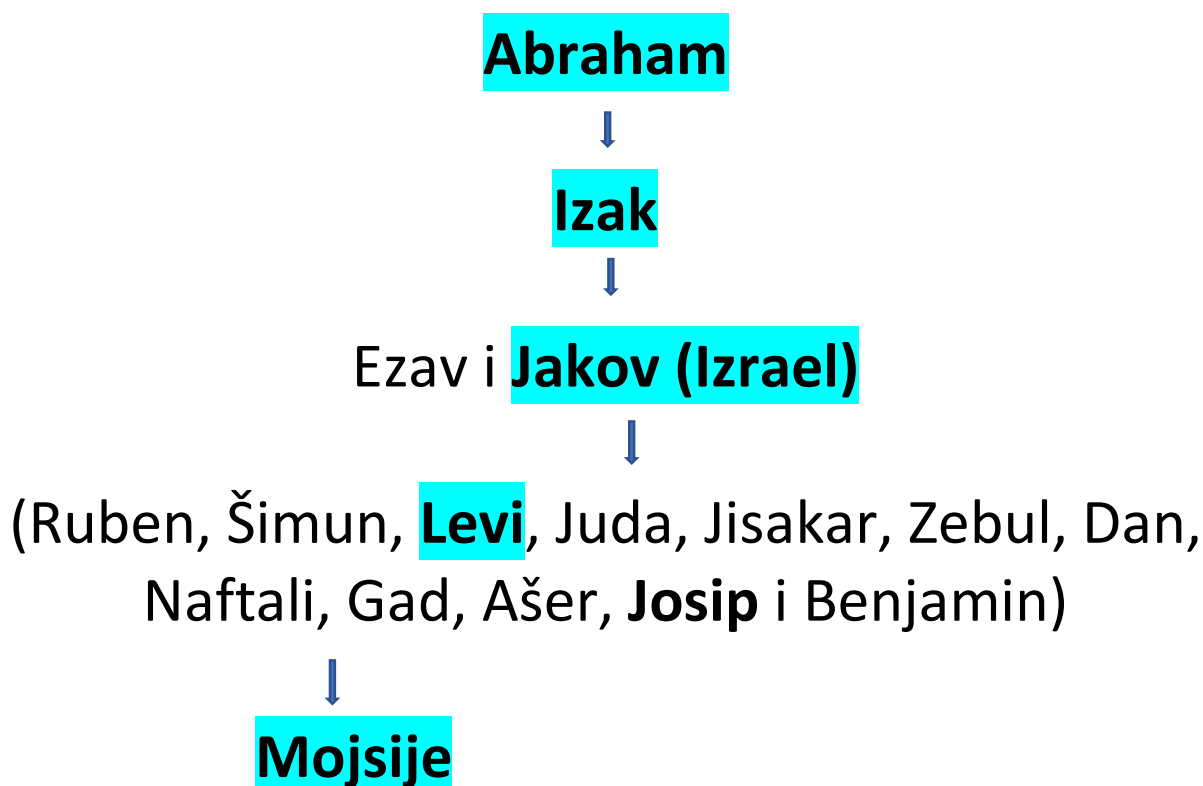 Abraham
Izak
Ezav i Jakov (Izrael)
(Ruben, Šimun, Levi, Juda, Jisakar, Zebul, Dan,
Naftali, Gad, Ašer, Josip i Benjamin)
Mojsije